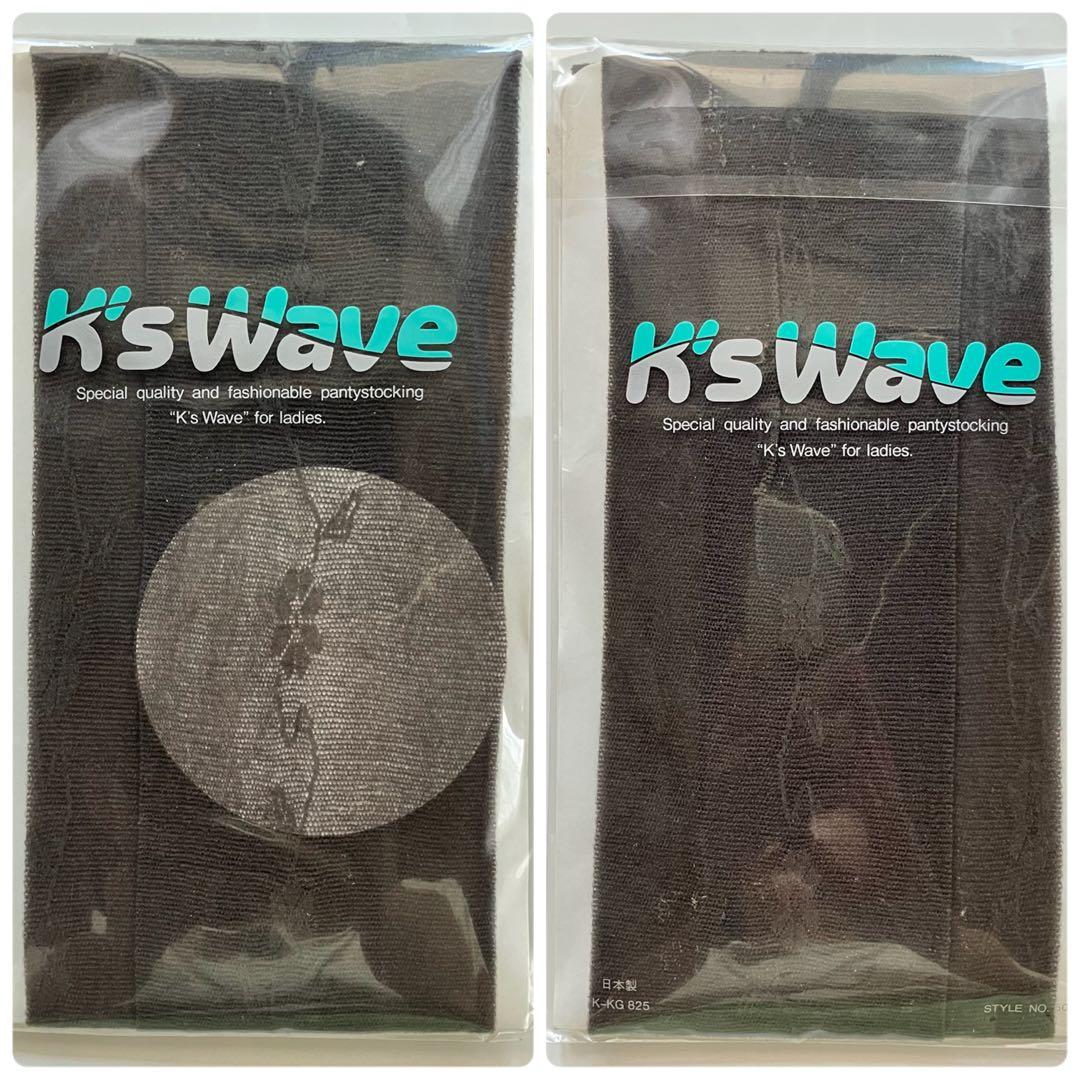 K's Wave
Special quality and fashionable pantystocking
"K's Wave" for ladies.
K's Wave
Special quality and fashionable pantystocking
"K's Wave" for ladies.
日本製
K-KG 825
STYLE NO.